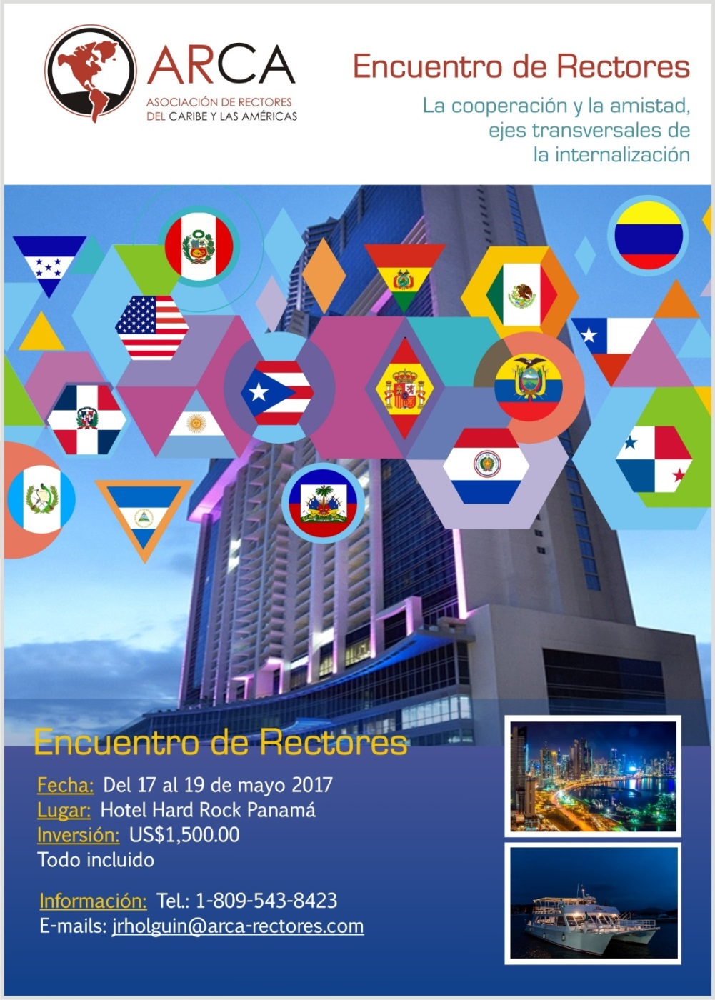 ARCA
ASOCIACIÓN DE RECTORES
DEL CARIBE Y LAS AMÉRICAS
Encuentro de Rectores
La cooperación y la amistad,
ejes transversales de
la internalización
Encuentro de Rectores
Fecha: Del 17 al 19 de mayo 2017
Lugar: Hotel Hard Rock Panamá
Inversión: US$1,500.00
Todo incluido
Información: Tel.: 1-809-543-8423
E-mails: jrholguin@arca-rectores.com